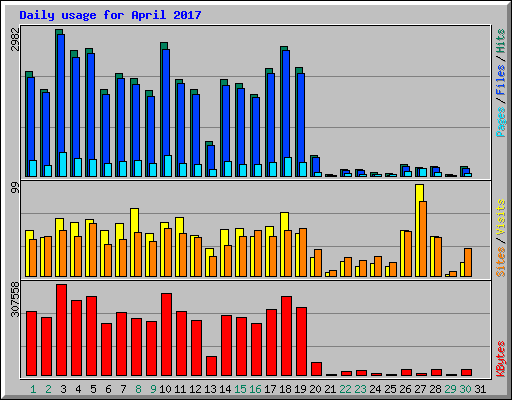 Daily usage for April 2017
2982
Pages / Files / Hits
99
Sites / Visits
307558
KBytes
1 2 3 4 5 6 7 8 9 10 11 12 13 14 15 16 17 18 19 20 21 22 23 24 25 26 27 28 29 30 31